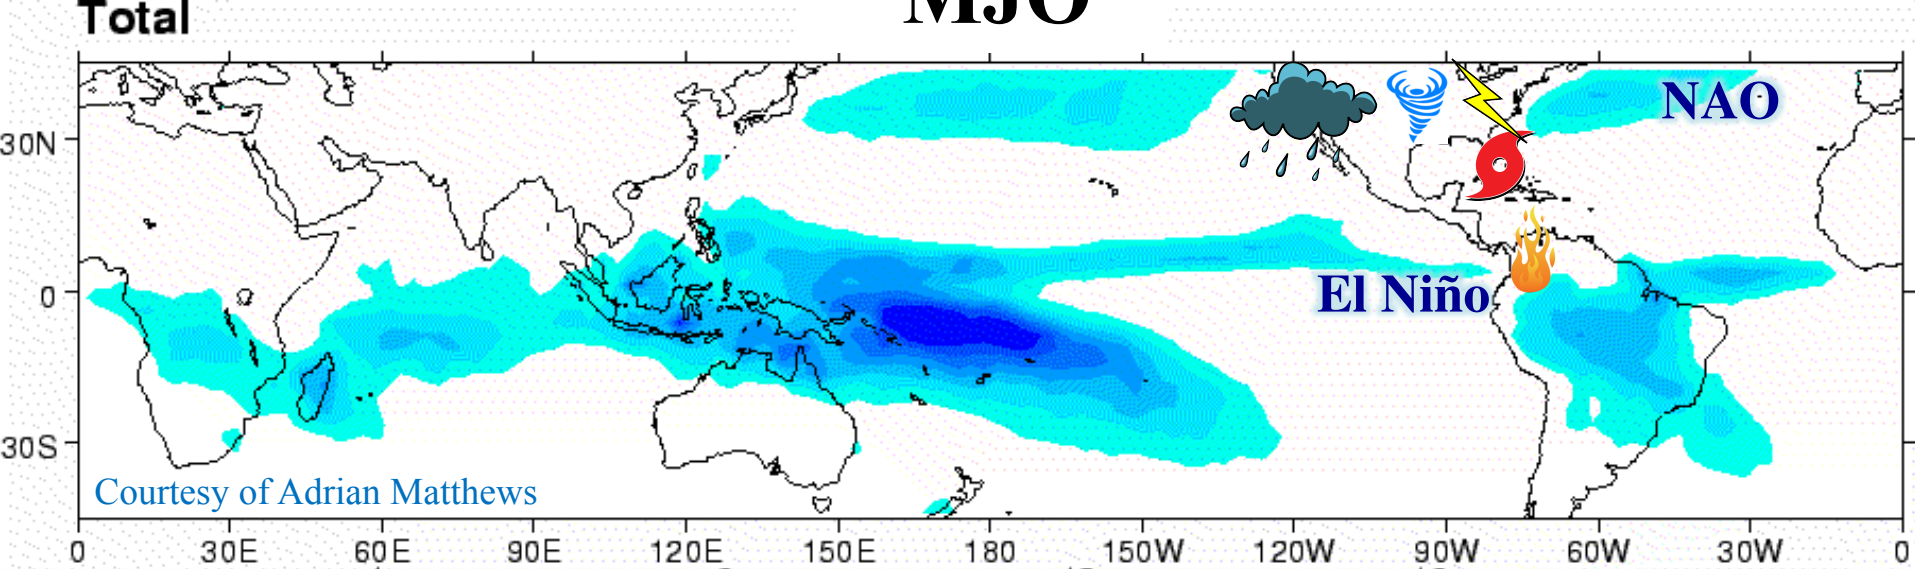 MJO
Total
NAO
30N
El Niño
0
30S
Courtesy of Adrian Matthews
0 30E 60E 90E 120E 150E 180 150W 120W 90W 60W 30W 0